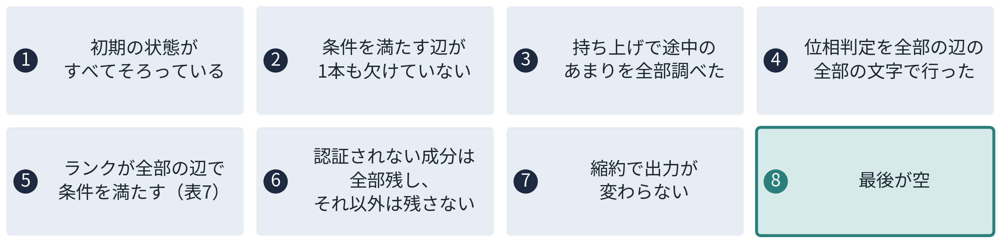 1
初期の状態が
すべてそろっている
2
条件を満たす辺が
1本も欠けていない
3
持ち上げで途中の
あまりを全部調べた
4
位相判定を全部の辺の
全部の文字で行った
5
ランクが全部の辺で
条件を満たす（表7）
6
認証されない成分は
全部残し、
それ以外は残さない
7
縮約で出力が
変わらない
8
最後が空